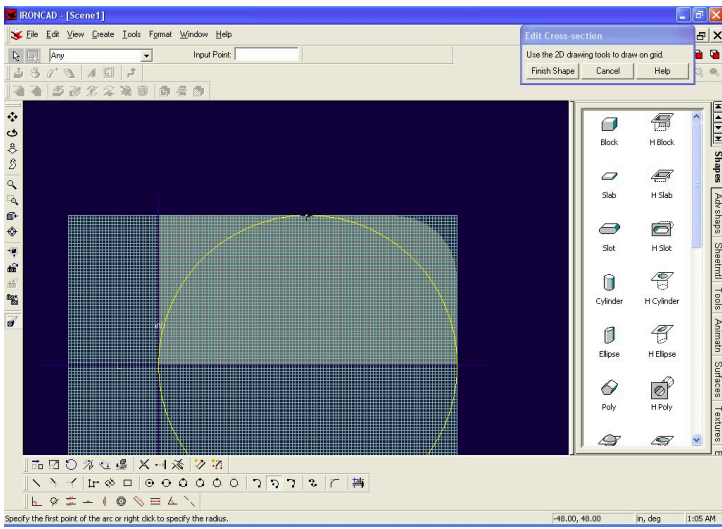 IRONCAD - [Scene1]
File Edit View Create Tools Format Window Help
Any
Input Point:
Edit Cross-section
Use the 2D drawing tools to draw on grid.
Finish Shape Cancel Help
Block H Block
Slab H Slab
Slot H Slot
Cylinder H Cylinder
Ellipse H Ellipse
Poly H Poly
Shapes
Advshaps
Sheetmtl
Tools
Animatn
Surfaces
Textures
Specify the first point of the arc or right click to specify the radius.
-48.00, 48.00
in, deg
1:05 AM